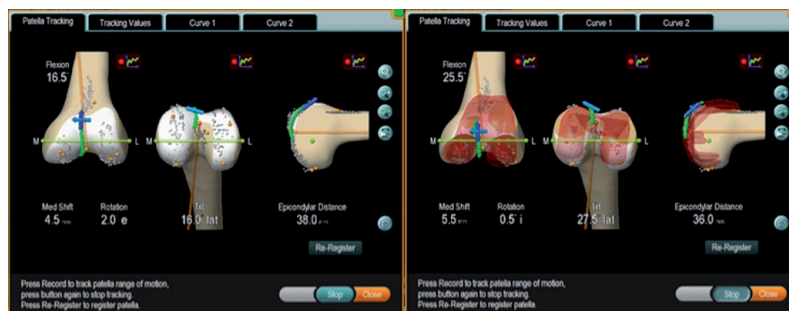 Patella Tracking
Tracking Values
Curve 1
Curve 2
Flexion
16.5°
M
L
M
L
Med Shift
4.5 mm
Rotation
2.0 e
Tilt
16.0° lat
Epicondylar Distance
38.0 mm
Re-Register
Press Record to track patella range of motion,
press button again to stop tracking.
Press Re-Register to register patella.
Stop
Close
Patella Tracking
Tracking Values
Curve 1
Curve 2
Flexion
25.5°
M
L
M
L
Med Shift
5.5 mm
Rotation
0.5° i
Tilt
27.5° lat
Epicondylar Distance
36.0 mm
Re-Register
Press Record to track patella range of motion,
press button again to stop tracking.
Press Re-Register to register patella.
Stop
Close